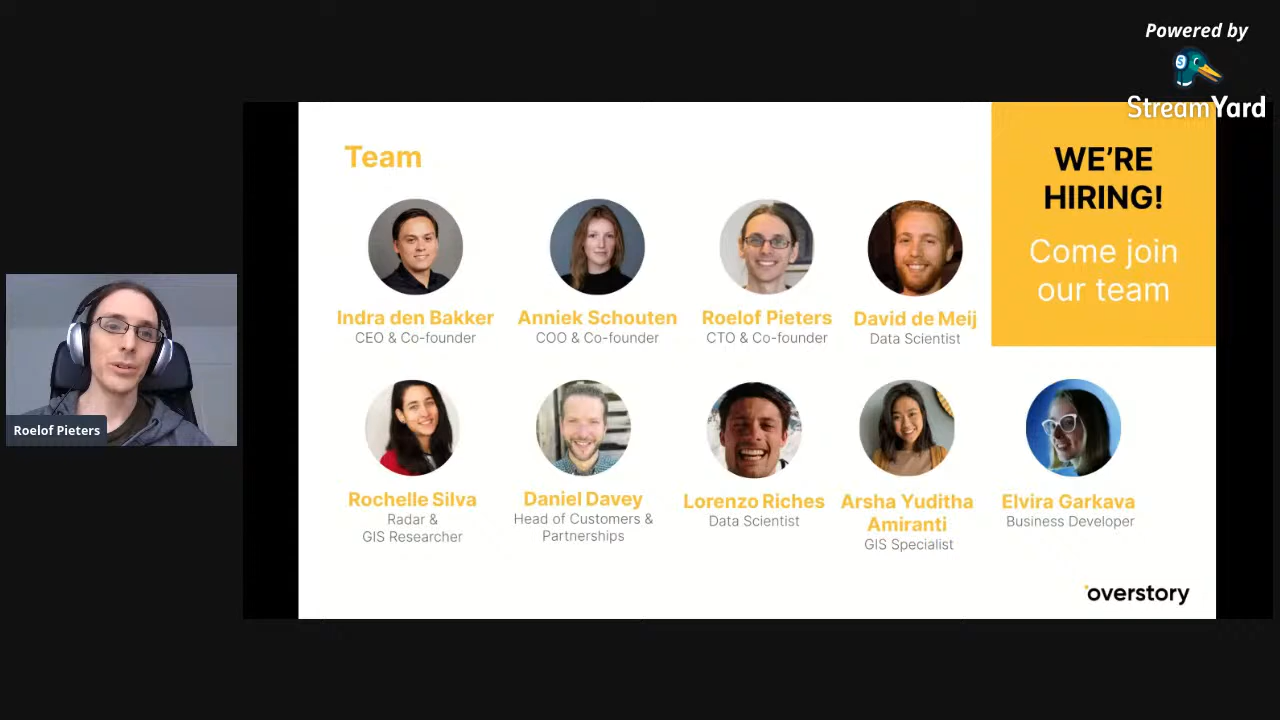 Powered by
StreamYard
Team
WE'RE
HIRING!
Come join
our team
Indra den Bakker
CEO & Co-founder
Anniek Schouten
COO & Co-founder
Roelof Pieters
CTO & Co-founder
David de Meij
Data Scientist
Roelof Pieters
Rochelle Silva
Radar &
GIS Researcher
Daniel Davey
Head of Customers &
Partnerships
Lorenzo Riches
Data Scientist
Arsha Yuditha
Amiranti
GIS Specialist
Elvira Garkava
Business Developer
overstory